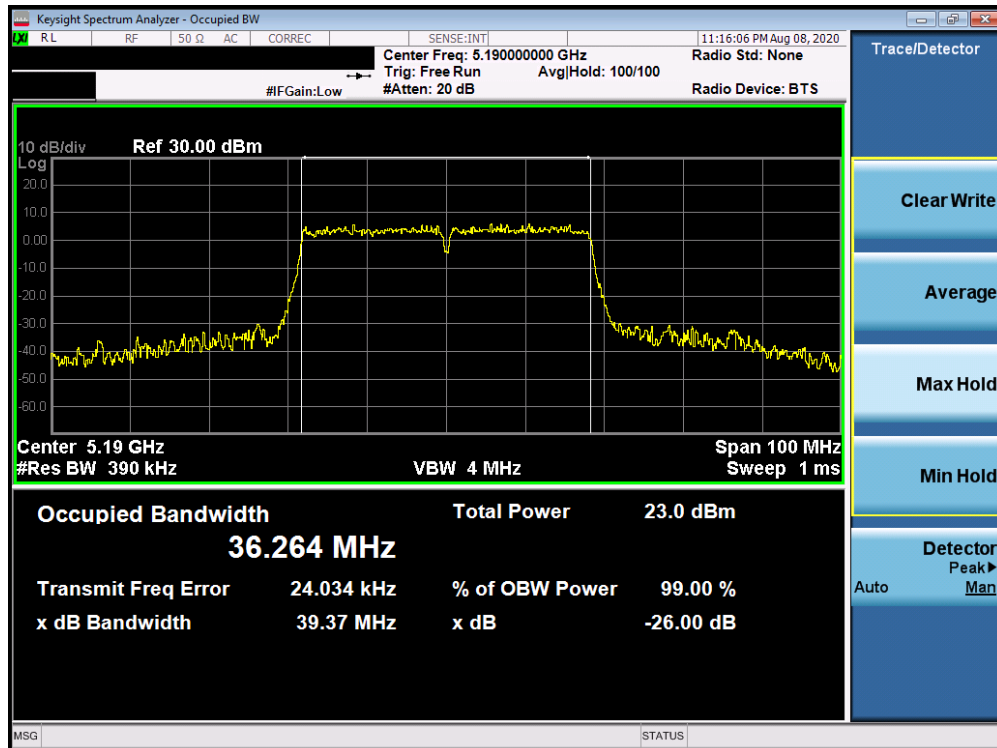 Keysight Spectrum Analyzer - Occupied BW
LXI RL RF 50 Ω AC CORREC SENSE:INT 11:16:06 PM Aug 08, 2020
Center Freq: 5.190000000 GHz Radio Std: None
Trig: Free Run Avg|Hold: 100/100
#IFGain:Low #Atten: 20 dB Radio Device: BTS
10 dB/div Ref 30.00 dBm
Log
20.0
10.0
0.00
-10.0
-20.0
-30.0
-40.0
-50.0
-60.0
Center 5.19 GHz Span 100 MHz
#Res BW 390 kHz VBW 4 MHz Sweep 1 ms
Occupied Bandwidth Total Power 23.0 dBm
36.264 MHz
Transmit Freq Error 24.034 kHz % of OBW Power 99.00 %
x dB Bandwidth 39.37 MHz x dB -26.00 dB
MSG STATUS
Trace/Detector
Clear Write
Average
Max Hold
Min Hold
Detector
Peak▶
Auto Man